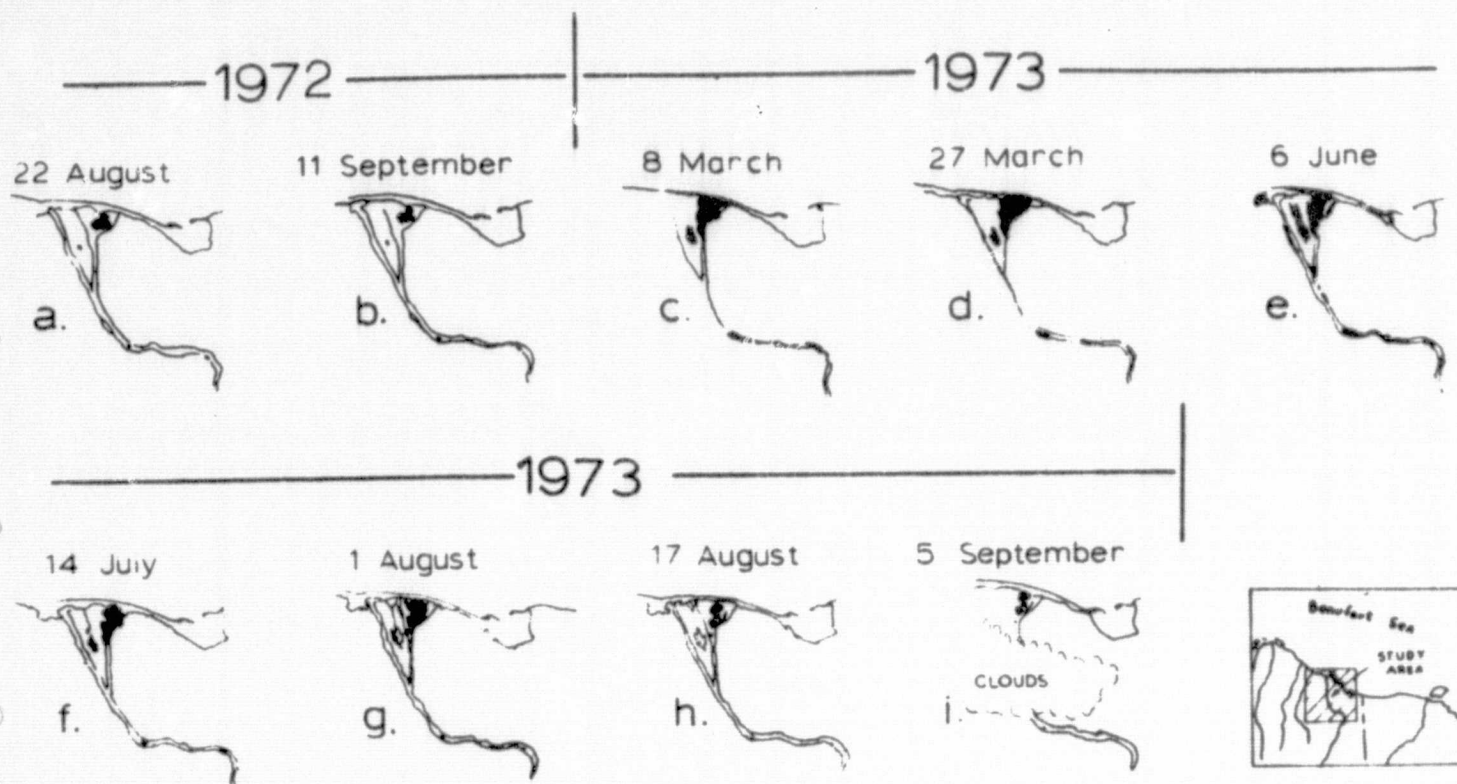 1972
1973
22 August
11 September
8 March
27 March
6 June
a.
b.
c.
d.
e.
1973
14 July
1 August
17 August
5 September
Beaufort Sea
STUDY
AREA
CLOUDS
f.
g.
h.
i.